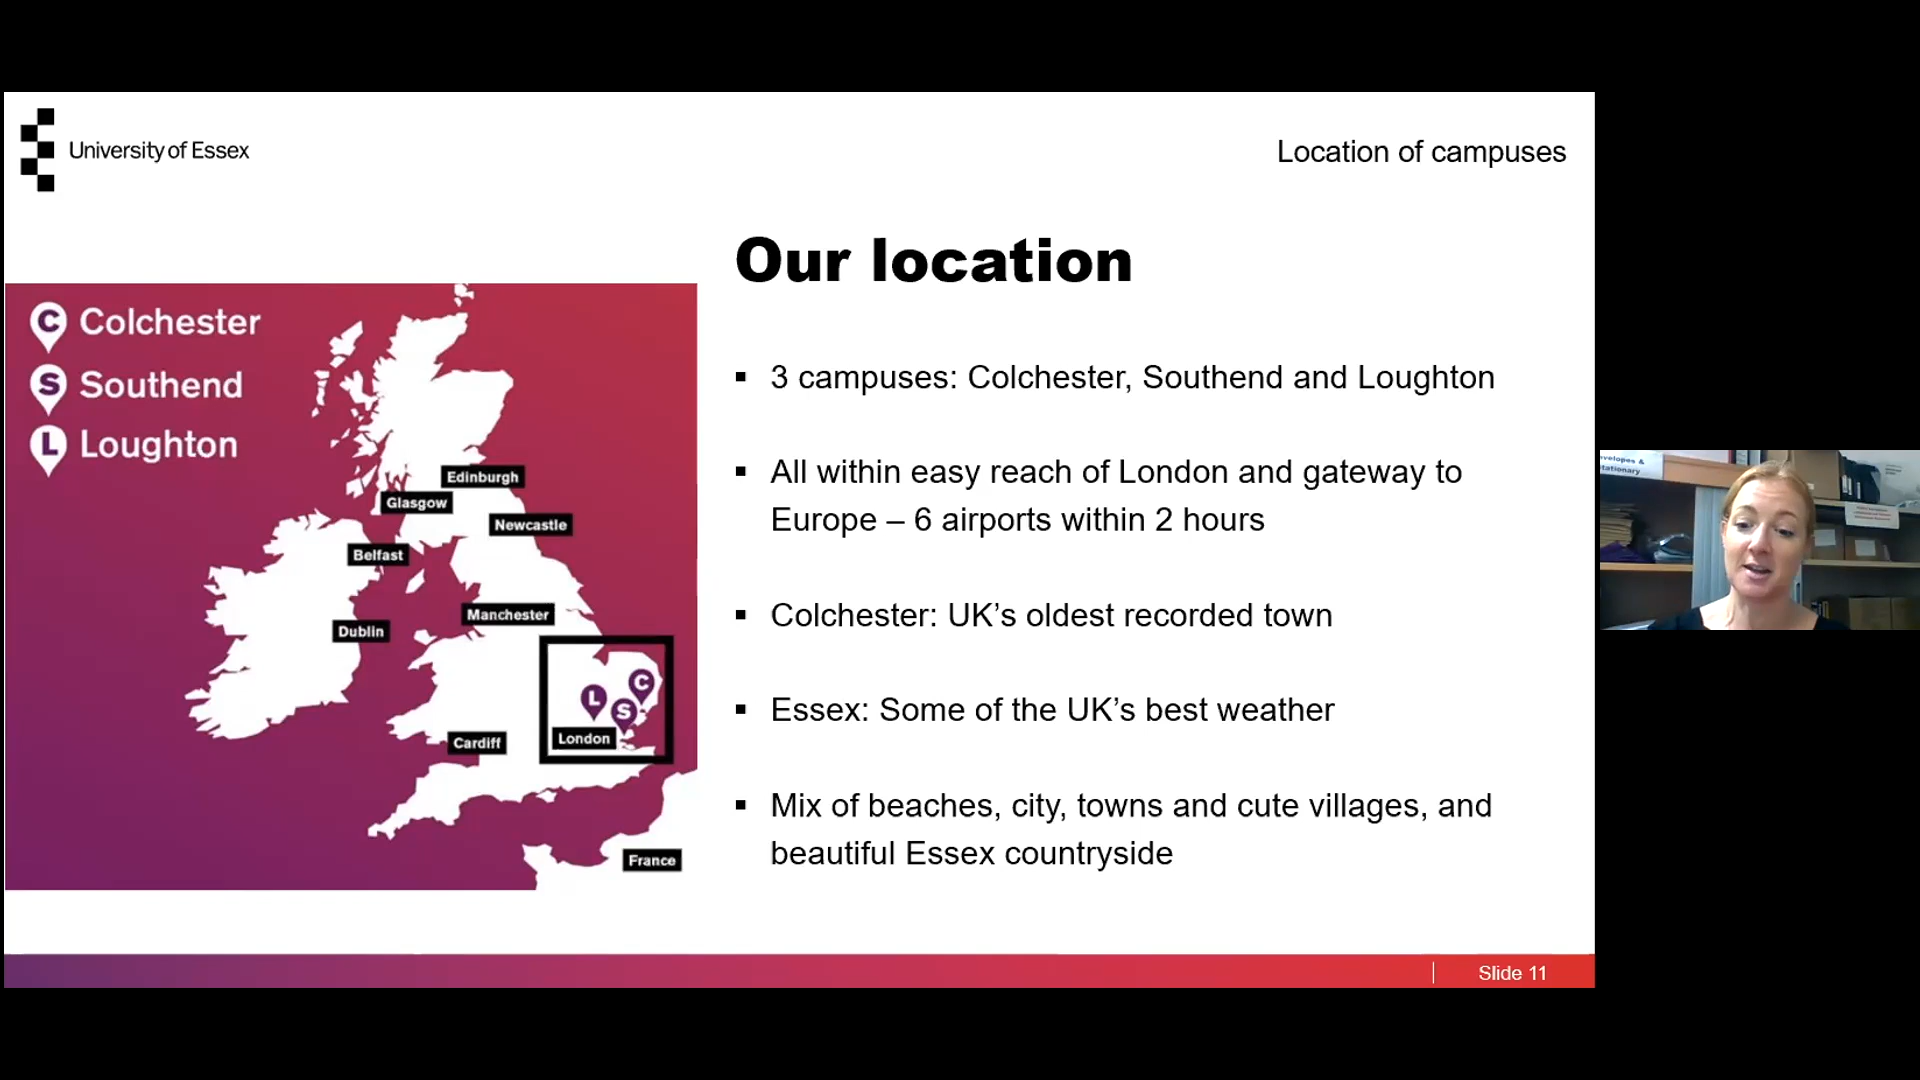 University of Essex
Location of campuses
Our location
C Colchester
S Southend
L Loughton
Edinburgh
Glasgow
Newcastle
Belfast
Manchester
Dublin
C
L
S
London
Cardiff
France
▪ 3 campuses: Colchester, Southend and Loughton
▪ All within easy reach of London and gateway to
Europe – 6 airports within 2 hours
▪ Colchester: UK’s oldest recorded town
▪ Essex: Some of the UK’s best weather
▪ Mix of beaches, city, towns and cute villages, and
beautiful Essex countryside
Slide 11